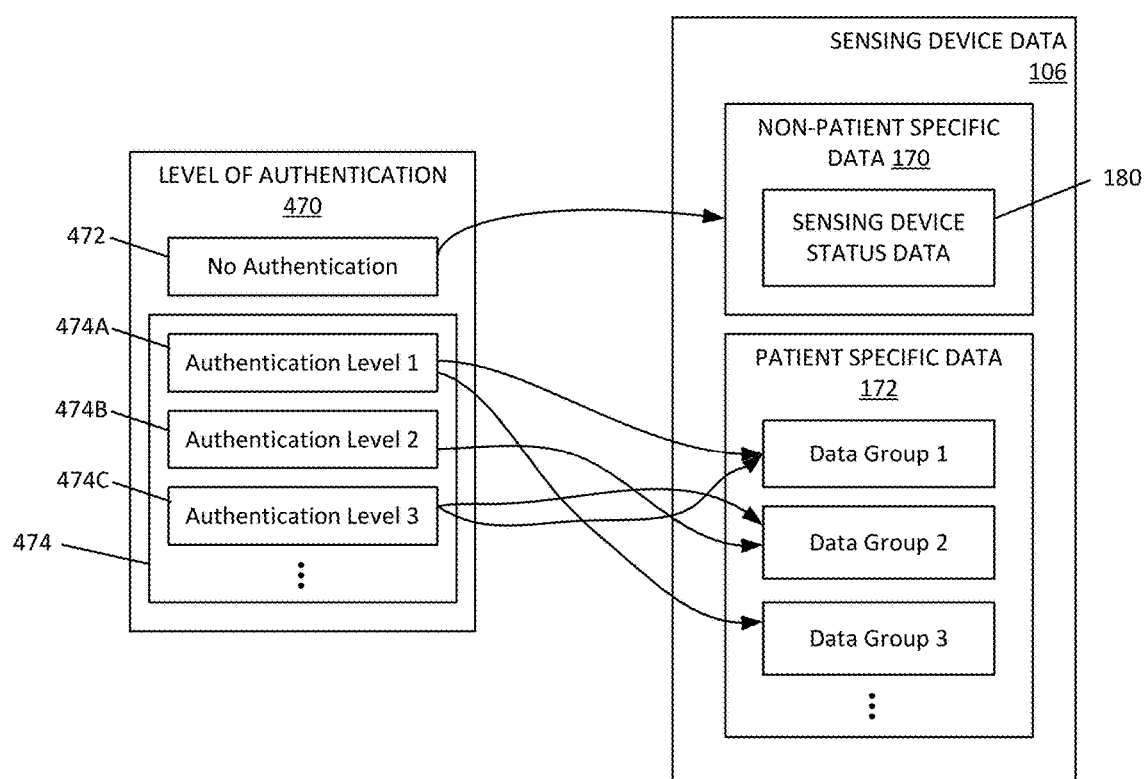 SENSING DEVICE DATA
106
NON-PATIENT SPECIFIC
DATA 170
SENSING DEVICE
STATUS DATA
180
LEVEL OF AUTHENTICATION
470
472
No Authentication
474A
Authentication Level 1
474B
Authentication Level 2
474C
Authentication Level 3
474
PATIENT SPECIFIC DATA
172
Data Group 1
Data Group 2
Data Group 3